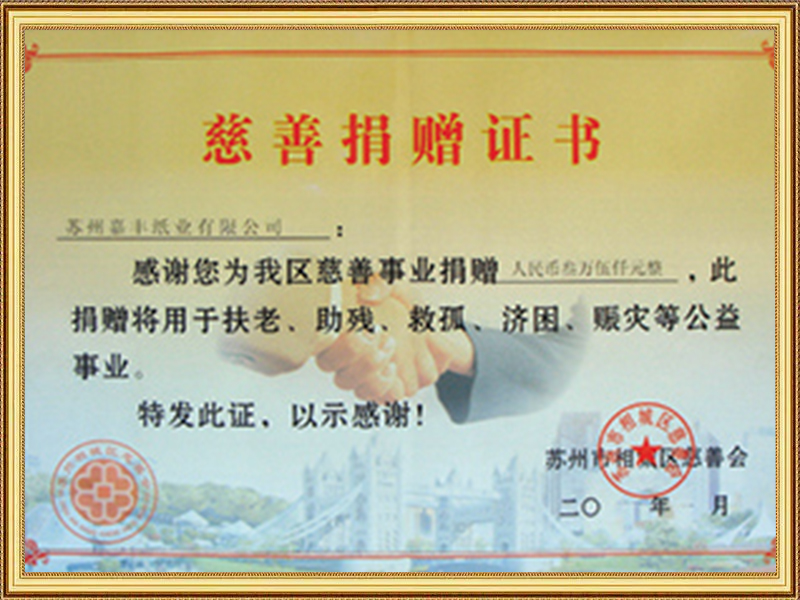 慈善捐赠证书
苏州嘉丰纸业有限公司：
感谢您为我区慈善事业捐赠人民币叁万伍仟元整，此
捐赠将用于扶老、助残、救孤、济困、赈灾等公益
事业。
特发此证，以示感谢！
苏州市相城区慈善会
二〇 年一月